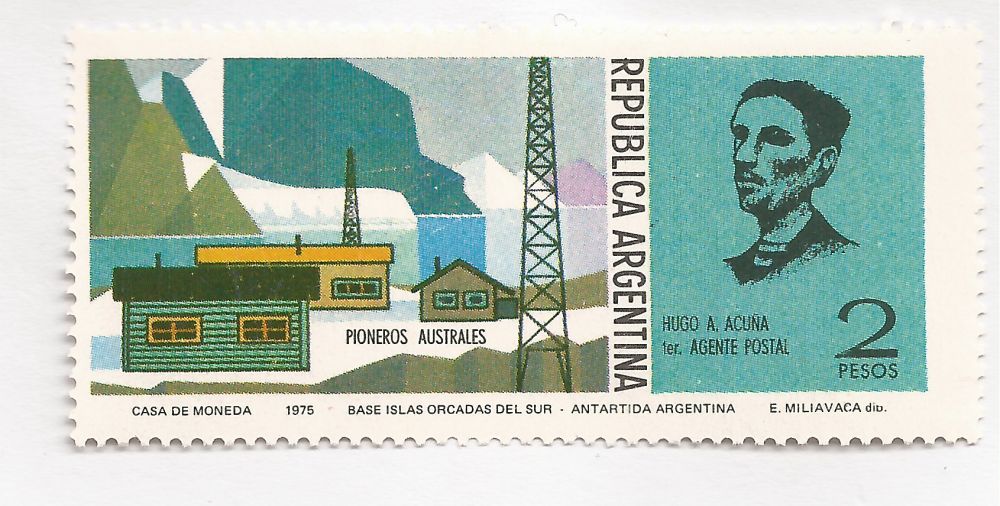 PIONEROS AUSTRALES
REPUBLICA ARGENTINA
HUGO A. ACUÑA
1er. AGENTE POSTAL
2
PESOS
CASA DE MONEDA 1975 BASE ISLAS ORCADAS DEL SUR - ANTARTIDA ARGENTINA E. MILIAVACA dib.